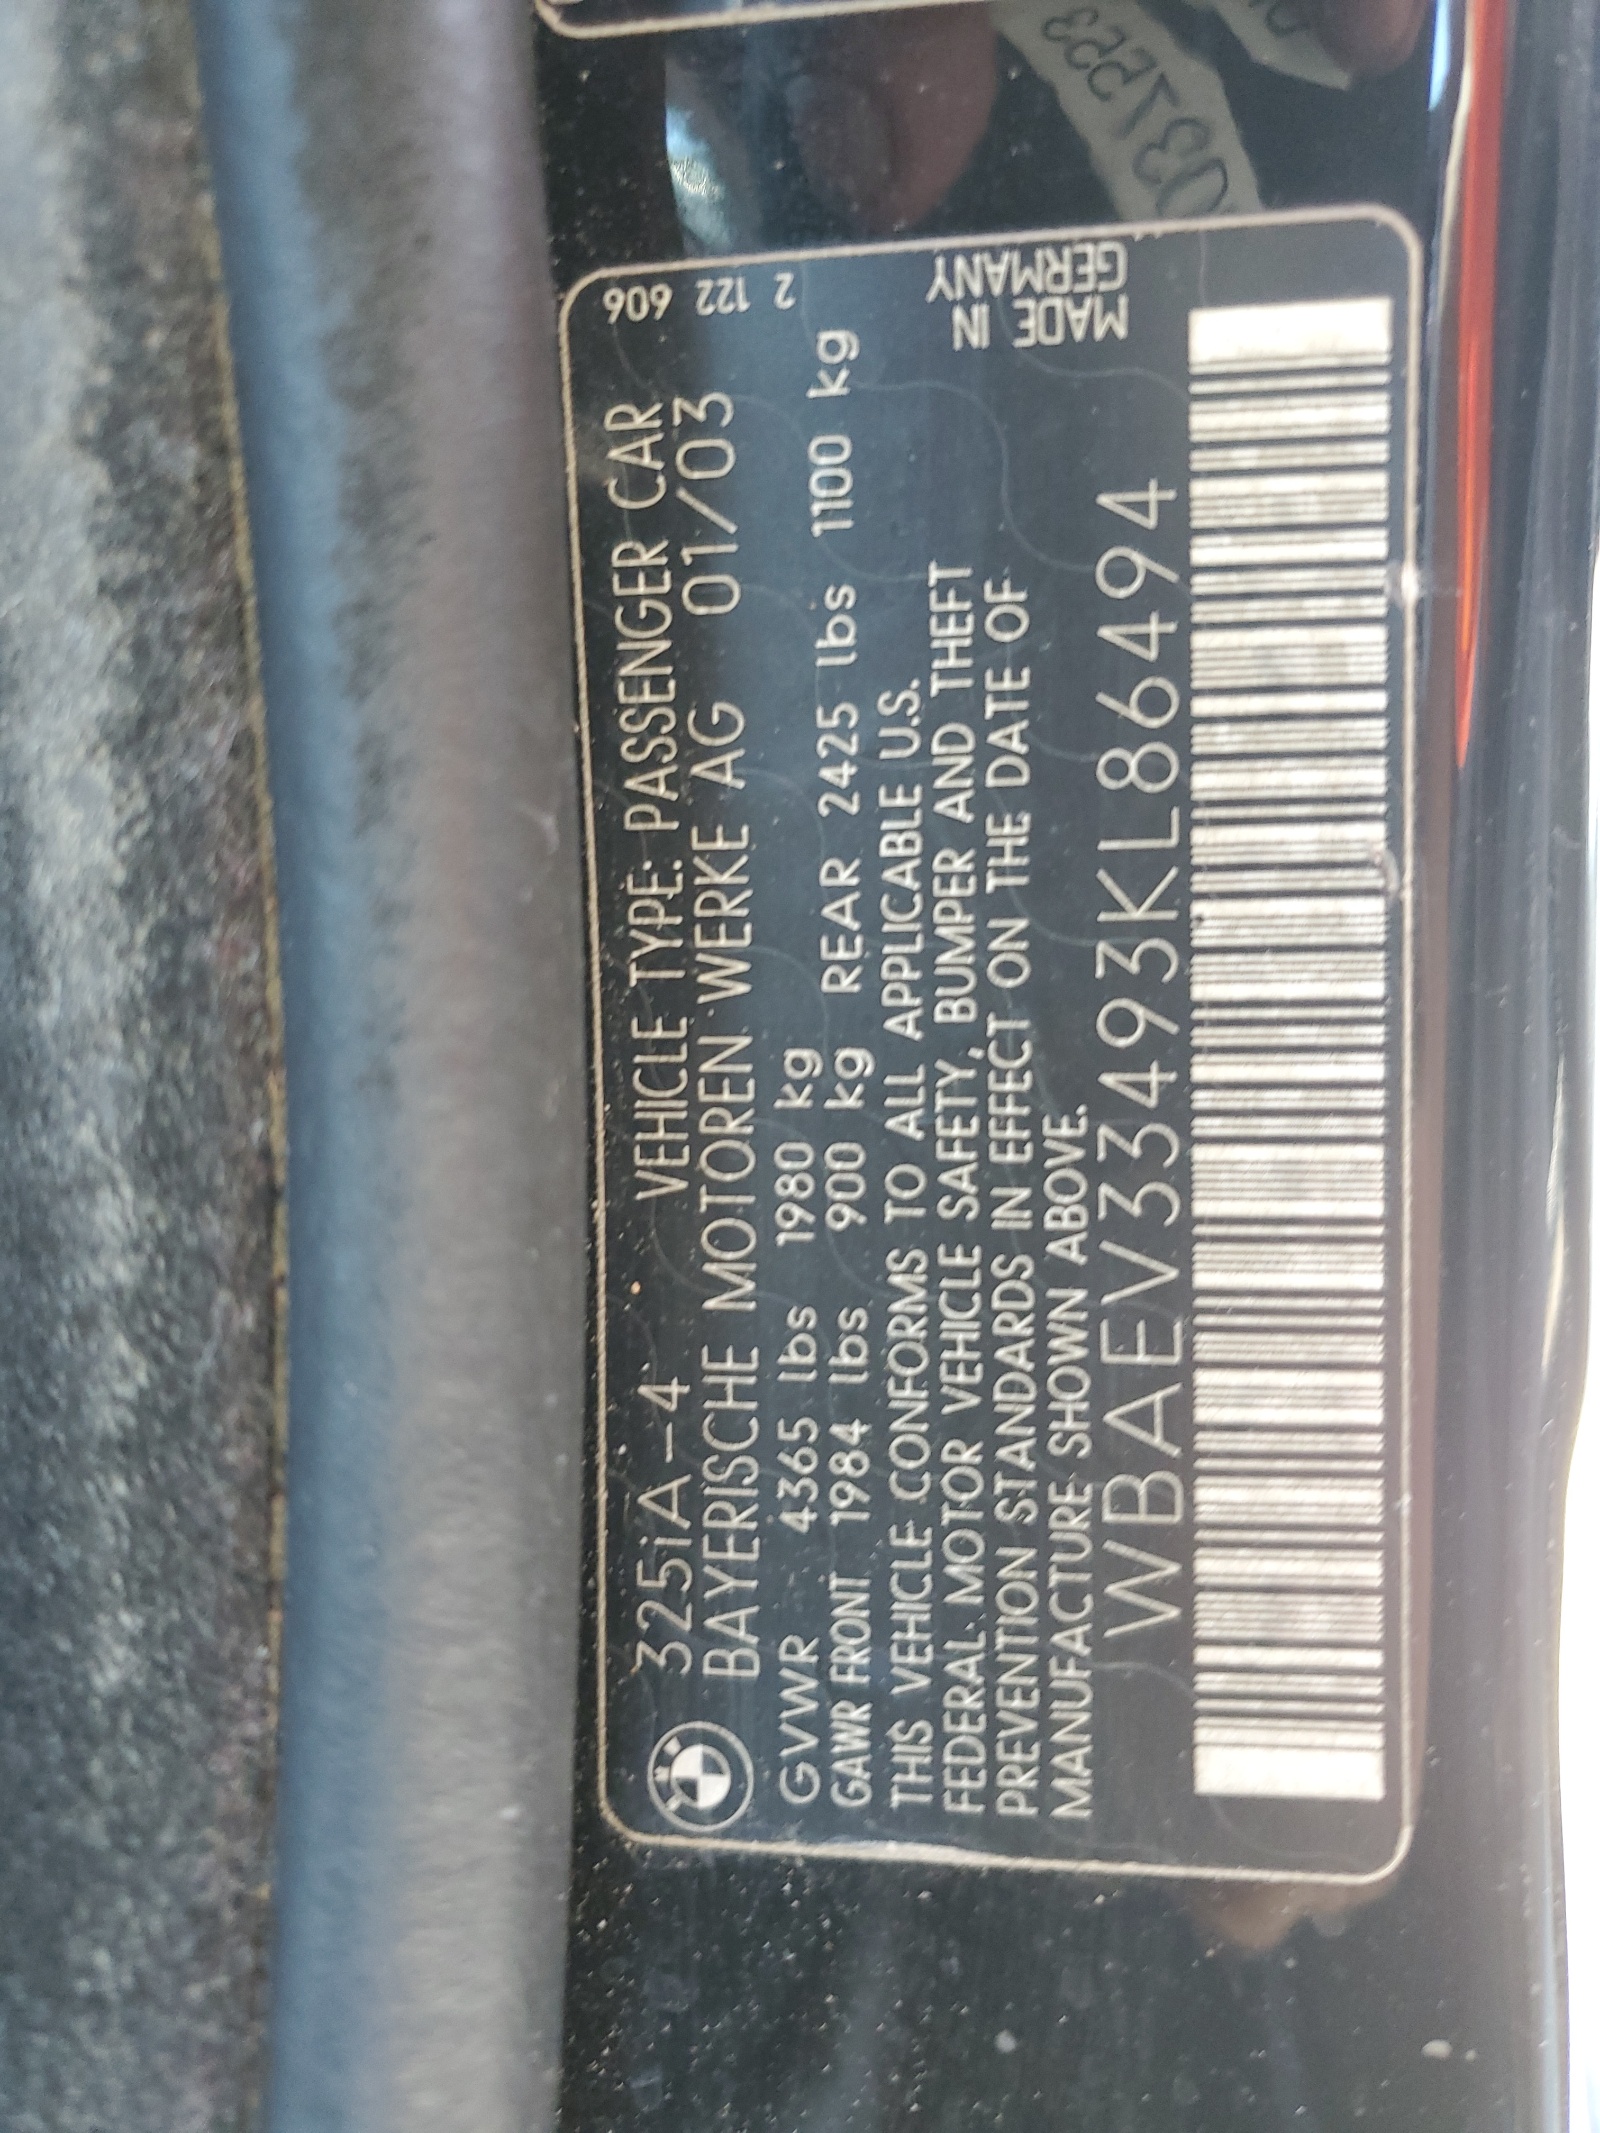 325iA-4 VEHICLE TYPE: PASSENGER CAR
BAYERISCHE MOTOREN WERKE AG 01/03
GVWR 4365 lbs 1980 kg
GAWR FRONT 1984 lbs 900 kg REAR 2425 lbs 1100 kg
THIS VEHICLE CONFORMS TO ALL APPLICABLE U.S.
FEDERAL MOTOR VEHICLE SAFETY, BUMPER AND THEFT
PREVENTION STANDARDS IN EFFECT ON THE DATE OF
MANUFACTURE SHOWN ABOVE.
WBAEV33493KL86494
2 122 606
MADE IN
GERMANY